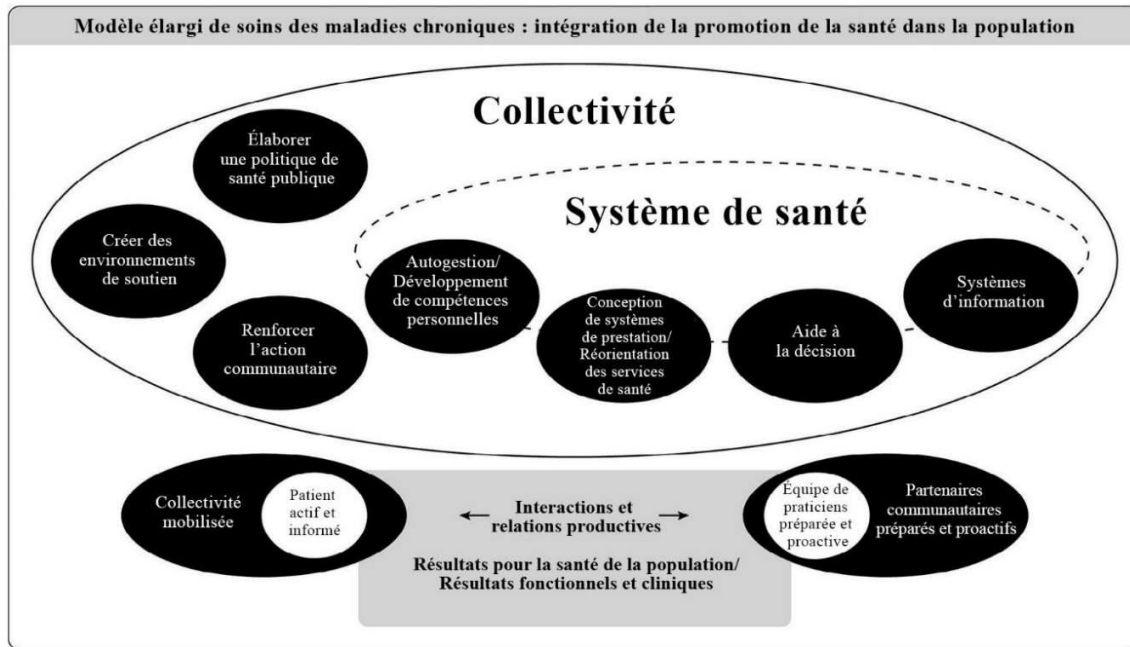 Modèle élargi de soins des maladies chroniques : intégration de la promotion de la santé dans la population
Collectivité
Élaborer
une politique de
santé publique
Système de santé
Créer des
environnements
de soutien
Renforcer
l’action
communautaire
Autogestion/
Développement
de compétences
personnelles
Conception
de systèmes
de prestation/
Réorientation
des services
de santé
Aide à
la décision
Systèmes
d’information
Collectivité
mobilisée
Patient
actif et
informé
Interactions et
relations productives
Résultats pour la santé de la population/
Résultats fonctionnels et cliniques
Équipe de
praticiens
préparée et
proactive
Partenaires
communautaires
préparés et proactifs